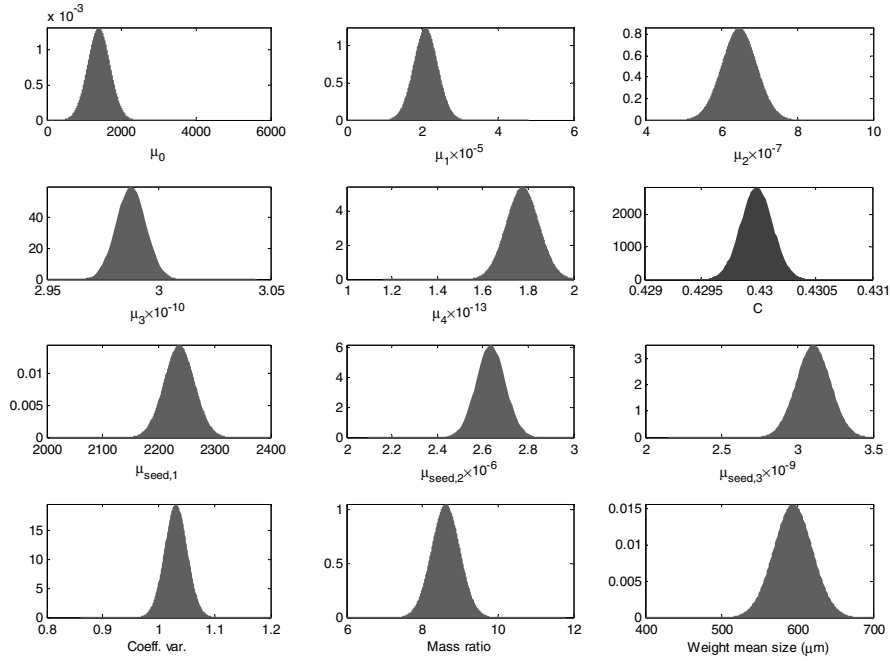 x 10⁻³
1
0.5
0
0 2000 4000 6000
μ₀
1
0.5
0
0 2 4 6
μ₁×10⁻⁵
0.8
0.6
0.4
0.2
0
4 6 8 10
μ₂×10⁻⁷
40
20
0
2.95 3 3.05
μ₃×10⁻¹⁰
4
2
0
1 1.2 1.4 1.6 1.8 2
μ₄×10⁻¹³
2000
1000
0
0.429 0.4295 0.43 0.4305 0.431
C
0.01
0.005
0
2000 2100 2200 2300 2400
μseed,1
6
4
2
0
2 2.2 2.4 2.6 2.8 3
μseed,2×10⁻⁶
3
2
1
0
2 2.5 3 3.5
μseed,3×10⁻⁹
15
10
5
0
0.8 0.9 1 1.1 1.2
Coeff. var.
1
0.5
0
6 8 10 12
Mass ratio
0.015
0.01
0.005
0
400 500 600 700
Weight mean size (μm)